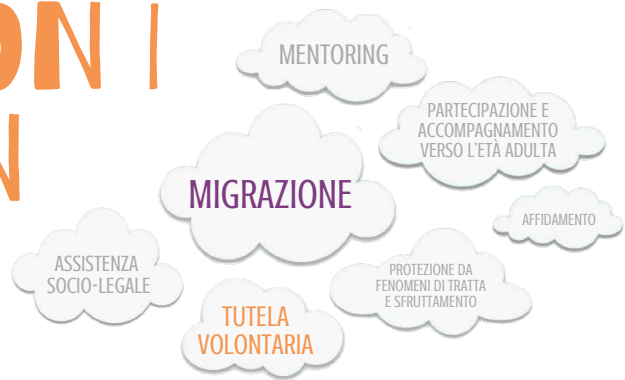 MENTORING
PARTECIPAZIONE E
ACCOMPAGNAMENTO
VERSO L'ETÀ ADULTA
MIGRAZIONE
AFFIDAMENTO
ASSISTENZA
SOCIO-LEGALE
PROTEZIONE DA
FENOMENI DI TRATTA
E SFRUTTAMENTO
TUTELA
VOLONTARIA